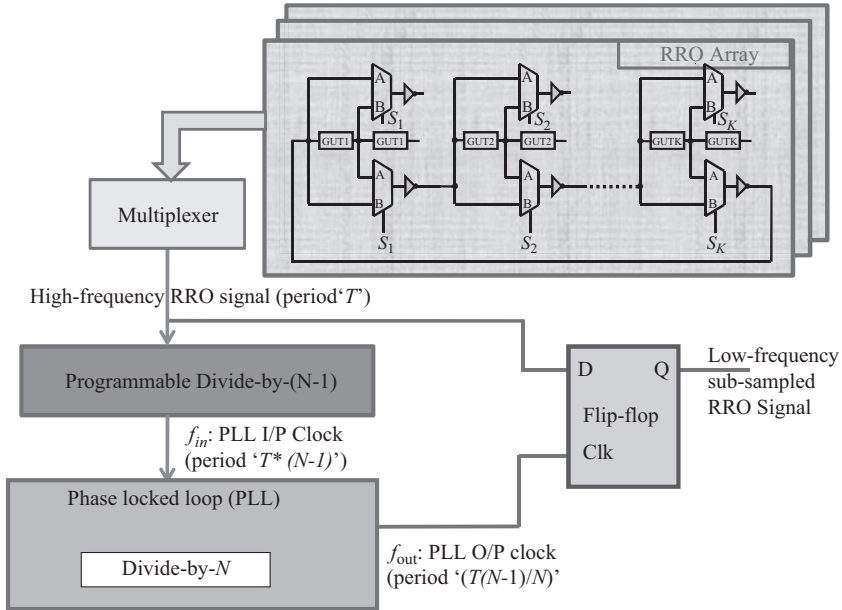 RRO Array
A
B
S1
GUT1
GUT1
A
B
S1
A
B
S2
GUT2
GUT2
A
B
S2
A
B
SK
GUTK
GUTK
A
B
SK
Multiplexer
High-frequency RRO signal (period‘T’)
Programmable Divide-by-(N-1)
fin: PLL I/P Clock
(period ‘T* (N-1)’)
Phase locked loop (PLL)
Divide-by-N
fout: PLL O/P clock
(period ‘(T(N-1)/N)’
D
Q
Flip-flop
Clk
Low-frequency
sub-sampled
RRO Signal